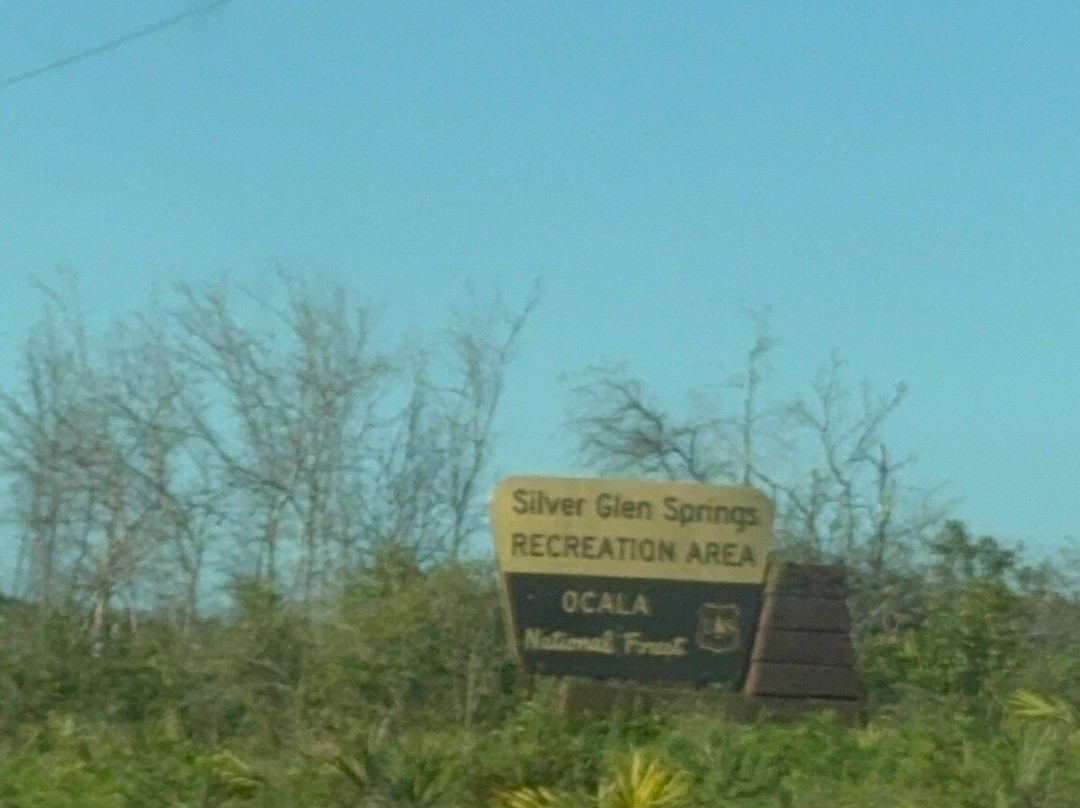 Silver Glen Springs
RECREATION AREA
OCALA
National Forest